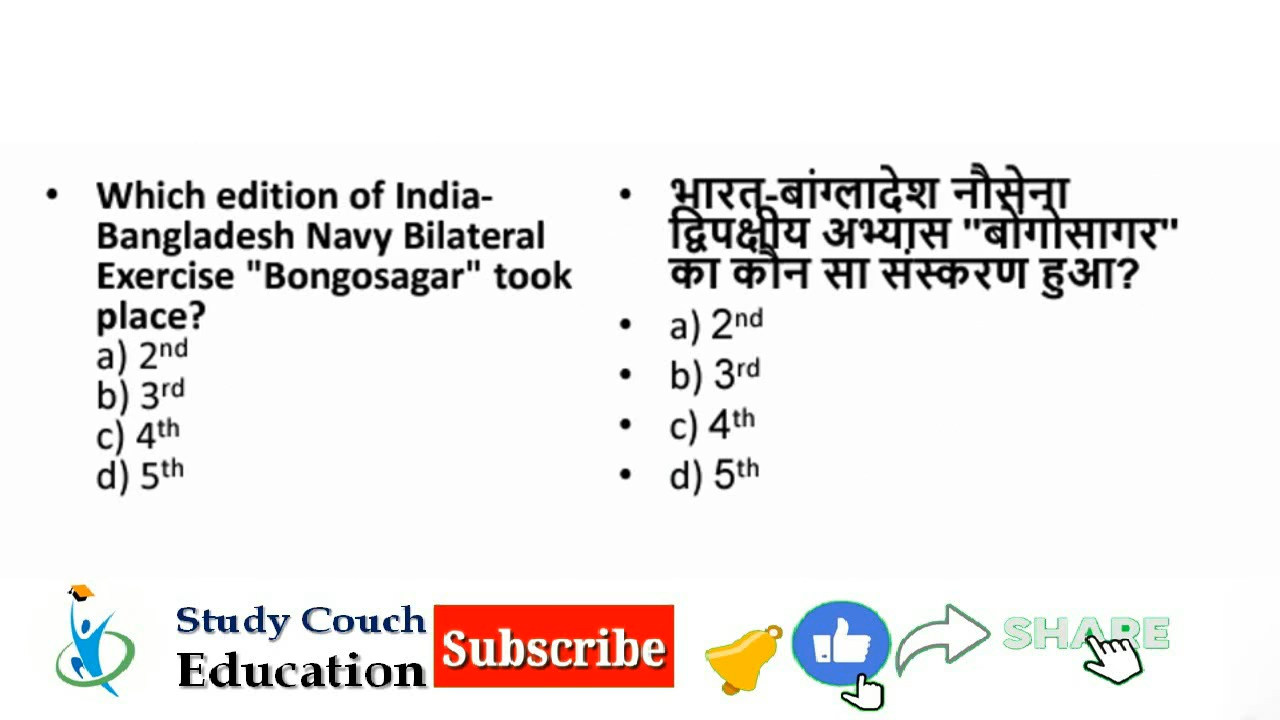 • Which edition of India-
Bangladesh Navy Bilateral
Exercise "Bongosagar" took
place?
a) 2nd
b) 3rd
c) 4th
d) 5th
• भारत-बांग्लादेश नौसेना
द्विपक्षीय अभ्यास "बोंगोसागर"
का कौन सा संस्करण हुआ?
• a) 2nd
• b) 3rd
• c) 4th
• d) 5th
Study Couch
Education
Subscribe
SHARE